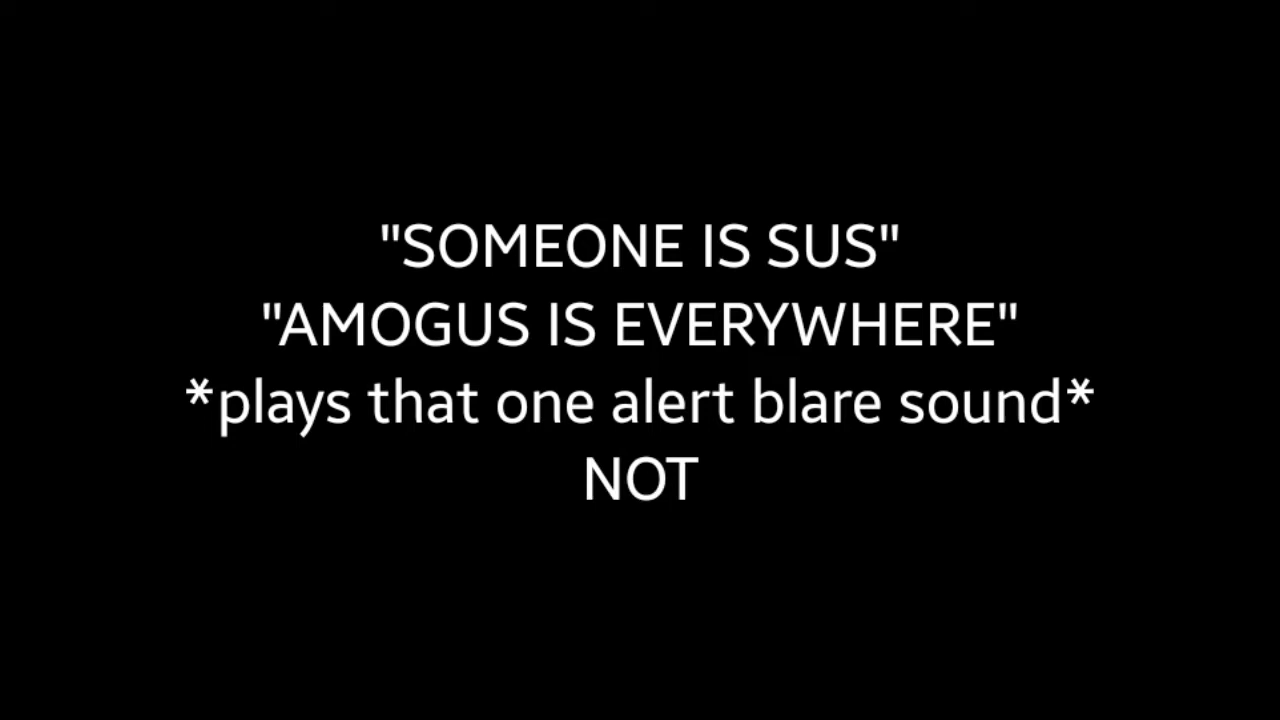 "SOMEONE IS SUS"
"AMOGUS IS EVERYWHERE"
*plays that one alert blare sound*
NOT